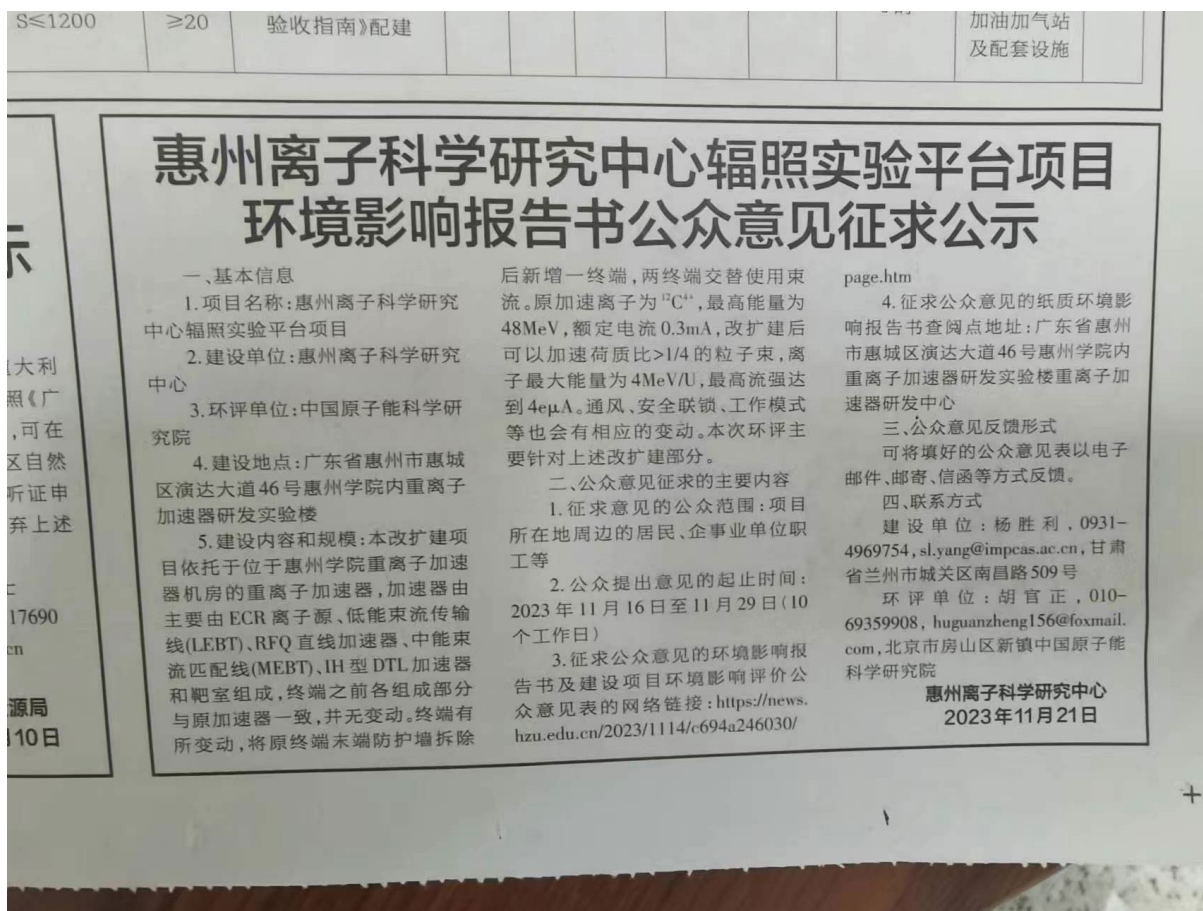 S≤1200
≥20
验收指南》配建
加油加气站
及配套设施
示
大利
照《广
,可在
区自然
听证申
弃上述
17690
cn
源局
10日
惠州离子科学研究中心辐照实验平台项目
环境影响报告书公众意见征求公示
一、基本信息
1.项目名称:惠州离子科学研究
中心辐照实验平台项目
2.建设单位:惠州离子科学研究
中心
3.环评单位:中国原子能科学研
究院
4.建设地点:广东省惠州市惠城
区演达大道46号惠州学院内重离子
加速器研发实验楼
5.建设内容和规模:本改扩建项
目依托于位于惠州学院重离子加速
器机房的重离子加速器,加速器由
主要由ECR离子源、低能束流传输
线(LEBT)、RFQ直线加速器、中能束
流匹配线(MEBT)、IH型DTL加速器
和靶室组成,终端之前各组成部分
与原加速器一致,并无变动。终端有
所变动,将原终端末端防护墙拆除
后新增一终端,两终端交替使用束
流。原加速离子为¹²C⁴⁺,最高能量为
48MeV,额定电流0.3mA,改扩建后
可以加速荷质比>1/4的粒子束,离
子最大能量为4MeV/U,最高流强达
到4eμA。通风、安全联锁、工作模式
等也会有相应的变动。本次环评主
要针对上述改扩建部分。
二、公众意见征求的主要内容
1.征求意见的公众范围:项目
所在地周边的居民、企事业单位职
工等
2.公众提出意见的起止时间:
2023年11月16日至11月29日(10
个工作日)
3.征求公众意见的环境影响报
告书及建设项目环境影响评价公
众意见表的网络链接:https://news.
hzu.edu.cn/2023/1114/c694a246030/
page.htm
4.征求公众意见的纸质环境影
响报告书查阅点地址:广东省惠州
市惠城区演达大道46号惠州学院内
重离子加速器研发实验楼重离子加
速器研发中心
三、公众意见反馈形式
可将填好的公众意见表以电子
邮件、邮寄、信函等方式反馈。
四、联系方式
建设单位:杨胜利,0931-
4969754,sl.yang@impcas.ac.cn,甘肃
省兰州市城关区南昌路509号
环评单位:胡官正,010-
69359908,huguanzheng156@foxmail.
com,北京市房山区新镇中国原子能
科学研究院
惠州离子科学研究中心
2023年11月21日